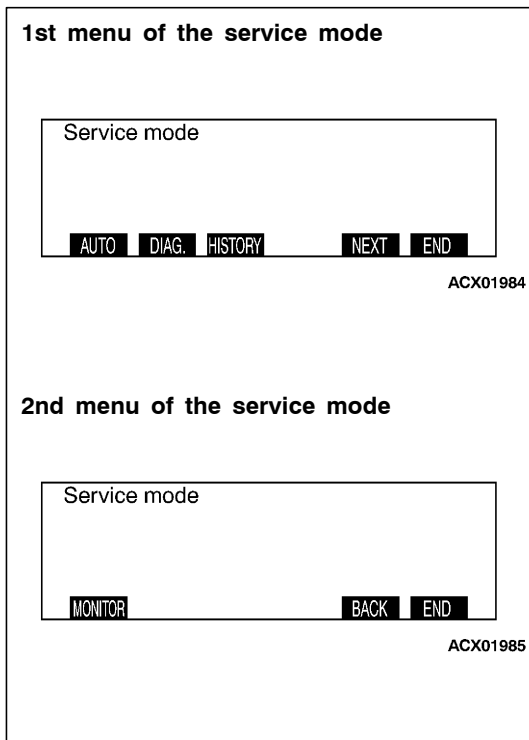 1st menu of the service mode
Service mode
AUTO DIAG. HISTORY NEXT END
ACX01984
2nd menu of the service mode
Service mode
MONITOR BACK END
ACX01985